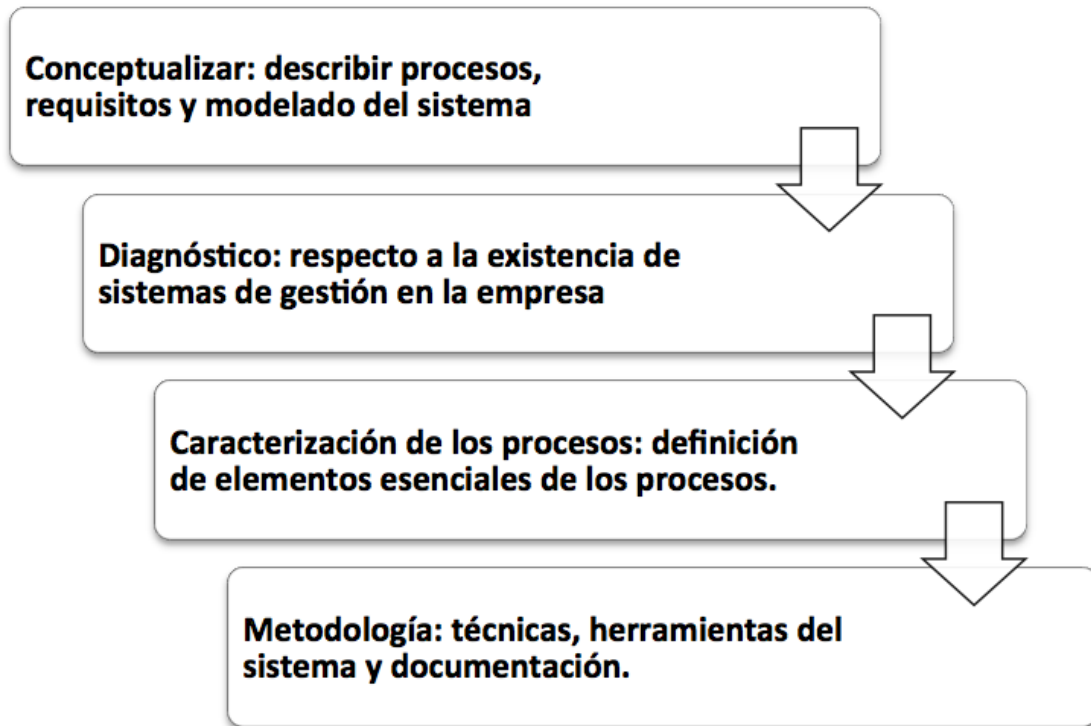 Conceptualizar: describir procesos,
requisitos y modelado del sistema
Diagnóstico: respecto a la existencia de
sistemas de gestión en la empresa
Caracterización de los procesos: definición
de elementos esenciales de los procesos.
Metodología: técnicas, herramientas del
sistema y documentación.